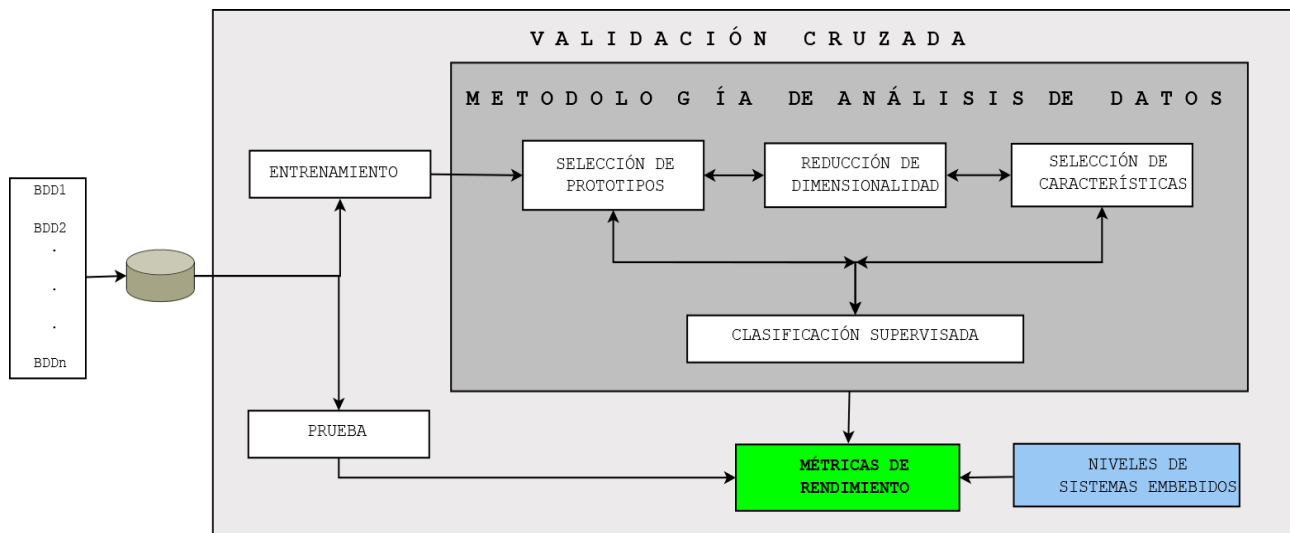 VALIDACIÓN CRUZADA
METODOLOGÍA DE ANÁLISIS DE DATOS
BDD1
BDD2
.
.
.
BDDn
ENTRENAMIENTO
SELECCIÓN DE
PROTOTIPOS
REDUCCIÓN DE
DIMENSIONALIDAD
SELECCIÓN DE
CARACTERÍSTÍCAS
CLASIFICACIÓN SUPERVISADA
PRUEBA
MÉTRICAS DE
RENDIMIENTO
NIVELES DE
SISTEMAS EMBEBIDOS